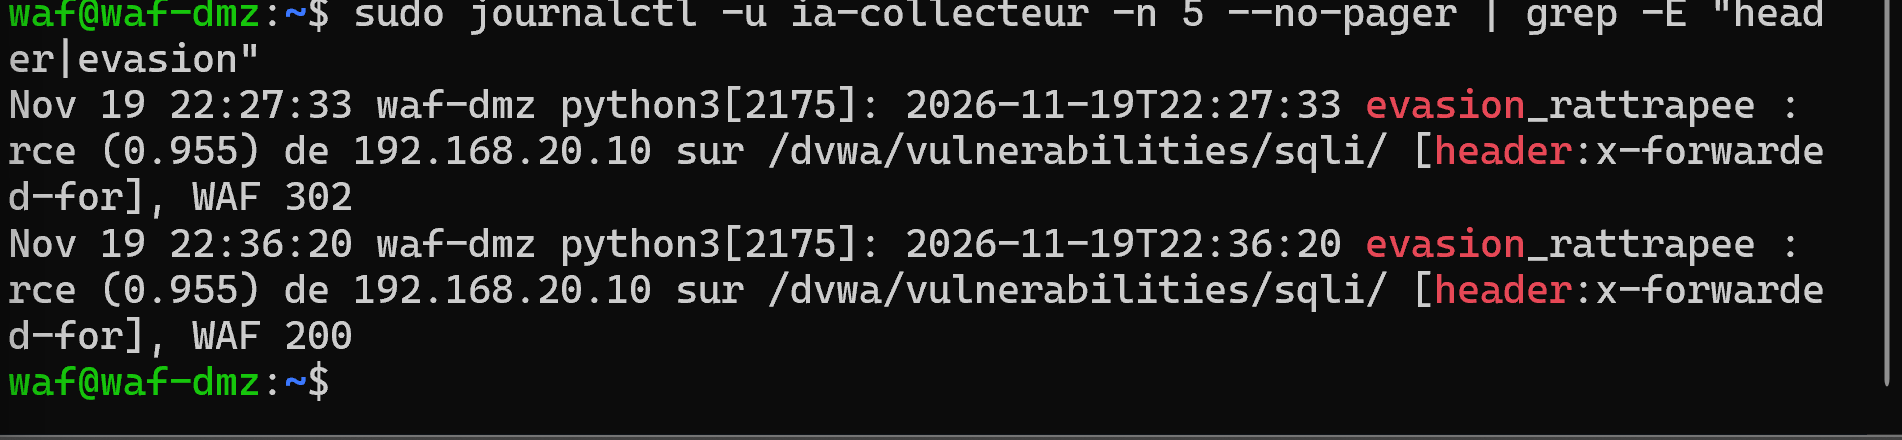 waf@waf-dmz:~$ sudo journalctl -u ia-collecteur -n 5 --no-pager | grep -E "head
er|evasion"
Nov 19 22:27:33 waf-dmz python3[2175]: 2026-11-19T22:27:33 evasion_rattrapee :
rce (0.955) de 192.168.20.10 sur /dvwa/vulnerabilities/sqli/ [header:x-forwarde
d-for], WAF 302
Nov 19 22:36:20 waf-dmz python3[2175]: 2026-11-19T22:36:20 evasion_rattrapee :
rce (0.955) de 192.168.20.10 sur /dvwa/vulnerabilities/sqli/ [header:x-forwarde
d-for], WAF 200
waf@waf-dmz:~$